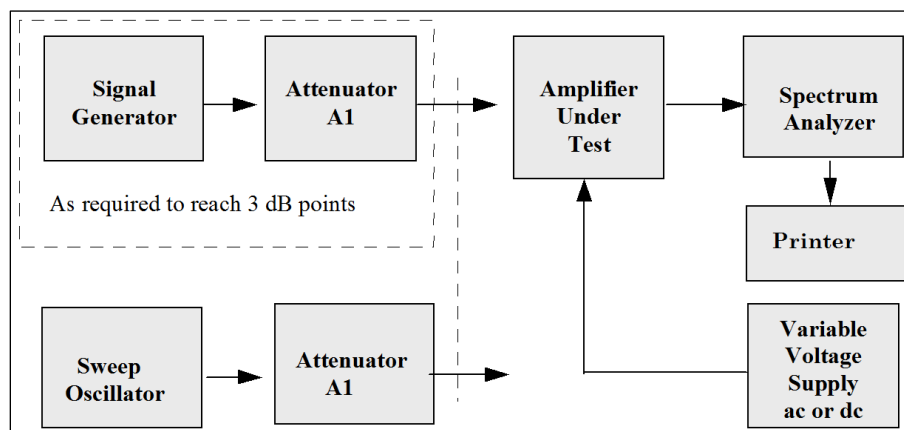 Signal
Generator
Attenuator
A1
Amplifier
Under
Test
Spectrum
Analyzer
As required to reach 3 dB points
Printer
Sweep
Oscillator
Attenuator
A1
Variable
Voltage
Supply
ac or dc